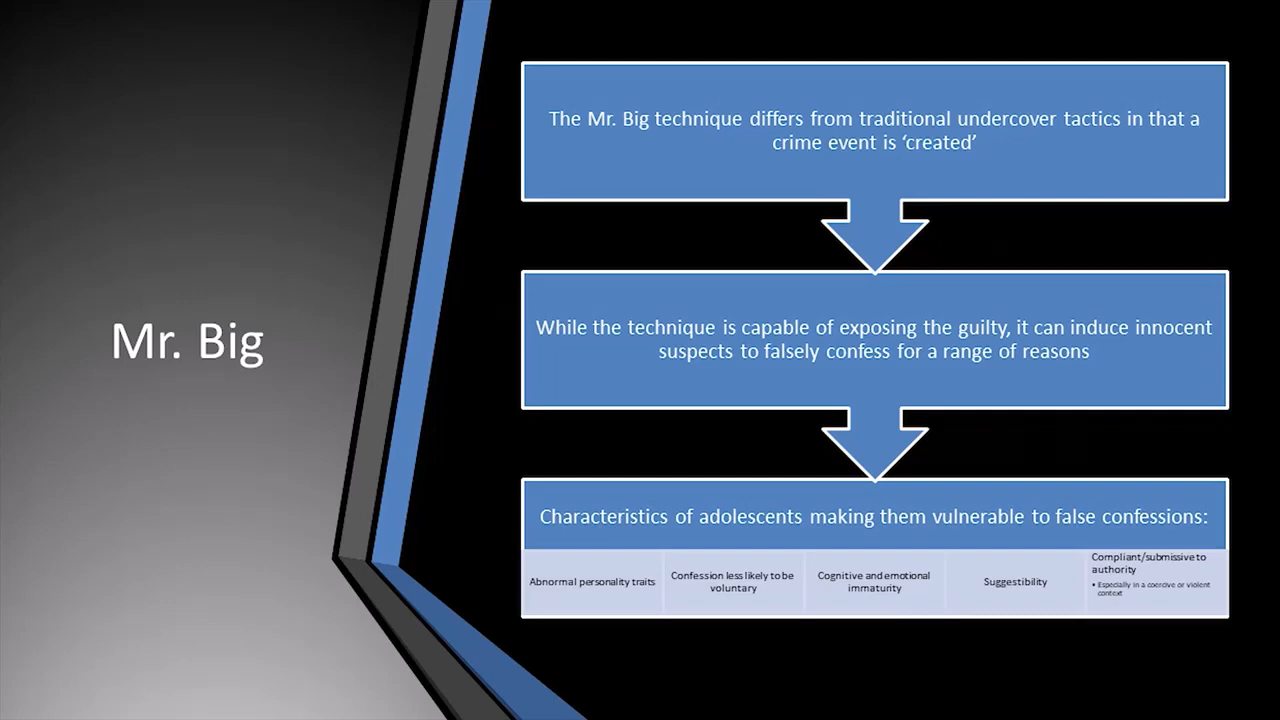 Mr. Big
The Mr. Big technique differs from traditional undercover tactics in that a
crime event is ‘created’
While the technique is capable of exposing the guilty, it can induce innocent
suspects to falsely confess for a range of reasons
Characteristics of adolescents making them vulnerable to false confessions:
Abnormal personality traits
Confession less likely to be
voluntary
Cognitive and emotional
immaturity
Suggestibility
Compliant/submissive to
authority
• Especially in a coercive or violent
context